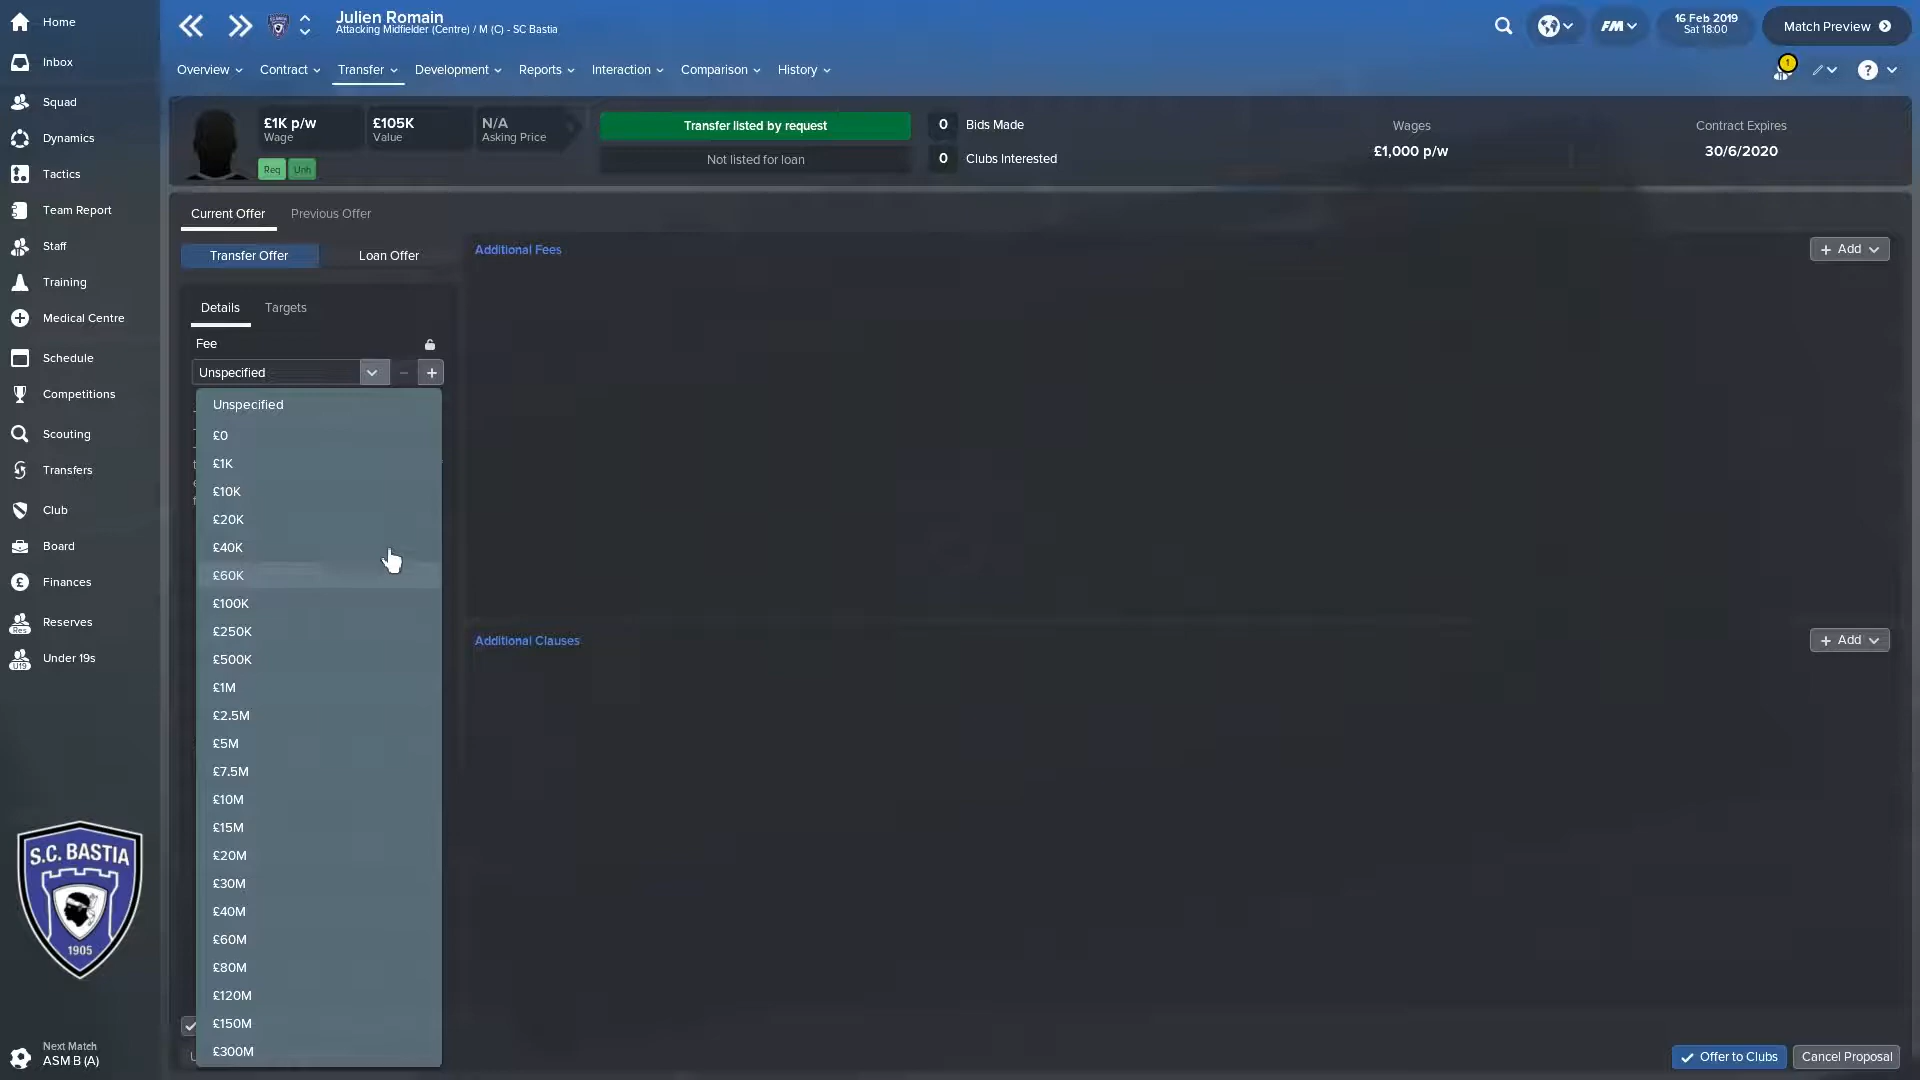 Home
Inbox
Squad
Dynamics
Tactics
Team Report
Staff
Training
Medical Centre
Schedule
Competitions
Scouting
Transfers
Club
Board
Finances
Res
Reserves
U19
Under 19s
S.C. BASTIA
1905
Next Match
ASM B (A)
Julien Romain
Attacking Midfielder (Centre) / M (C) - SC Bastia
FM
16 Feb 2019
Sat 18:00
Match Preview
Overview Contract Transfer Development Reports Interaction Comparison History
1
?
£1K p/w
Wage
£105K
Value
N/A
Asking Price
Req Unh
Transfer listed by request
Not listed for loan
0 Bids Made
0 Clubs Interested
Wages
£1,000 p/w
Contract Expires
30/6/2020
Current Offer Previous Offer
Transfer Offer Loan Offer
Details Targets
Fee
Unspecified
Unspecified
£0
£1K
£10K
£20K
£40K
£60K
£100K
£250K
£500K
£1M
£2.5M
£5M
£7.5M
£10M
£15M
£20M
£30M
£40M
£60M
£80M
£120M
£150M
£300M
Additional Fees
+ Add
Additional Clauses
+ Add
Offer to Clubs
Cancel Proposal